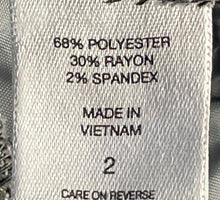 68% POLYESTER
30% RAYON
2% SPANDEX
MADE IN
VIETNAM
2
CARE ON REVERSE